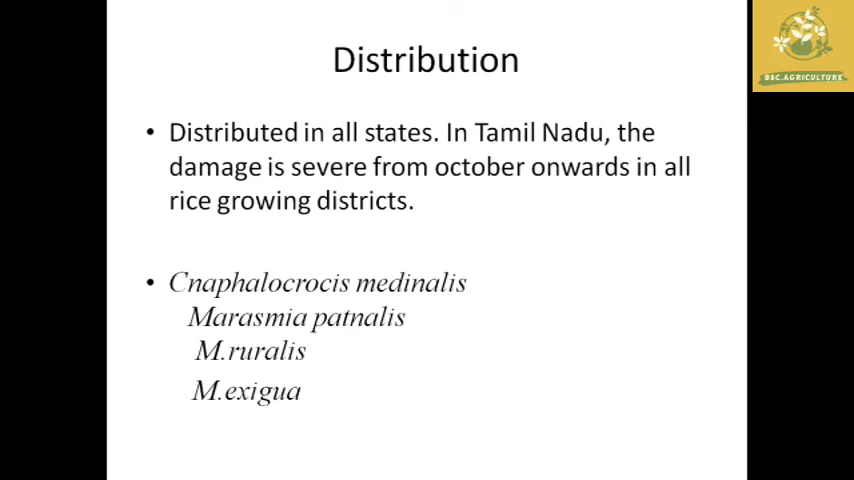 Distribution
BSC.AGRICULTURE
• Distributed in all states. In Tamil Nadu, the
damage is severe from october onwards in all
rice growing districts.
• Cnaphalocrocis medinalis
Marasmia patnalis
M.ruralis
M.exigua